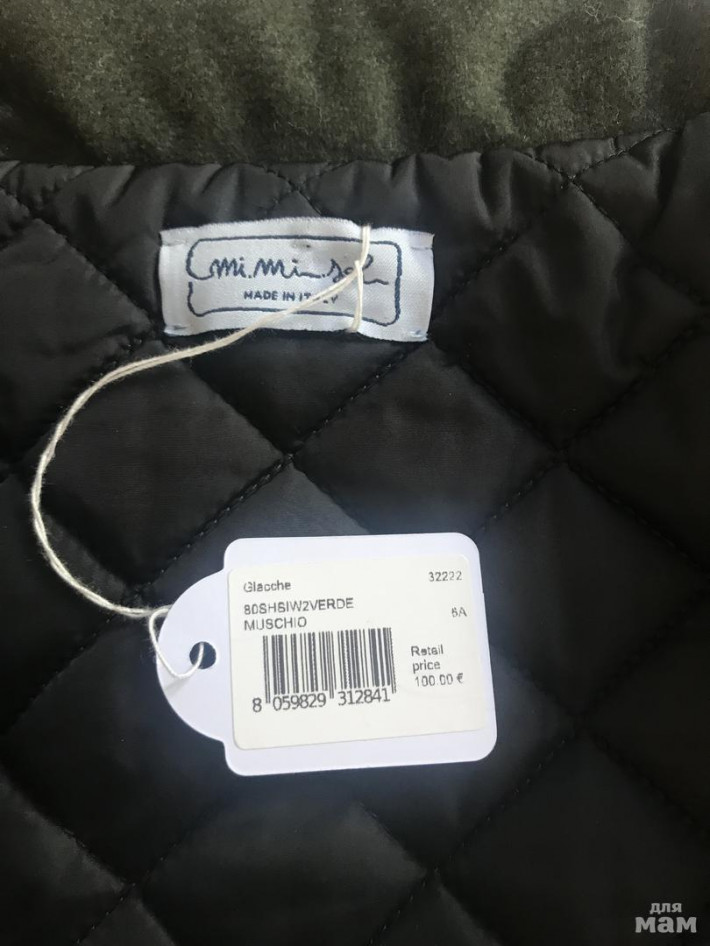 mi.mi.sol.
MADE IN ITALY
Giacche 32222
80SHSIW2VERDE 6A
MUSCHIO
Retail
price
100.00 €
8 059829 312841
для
мам